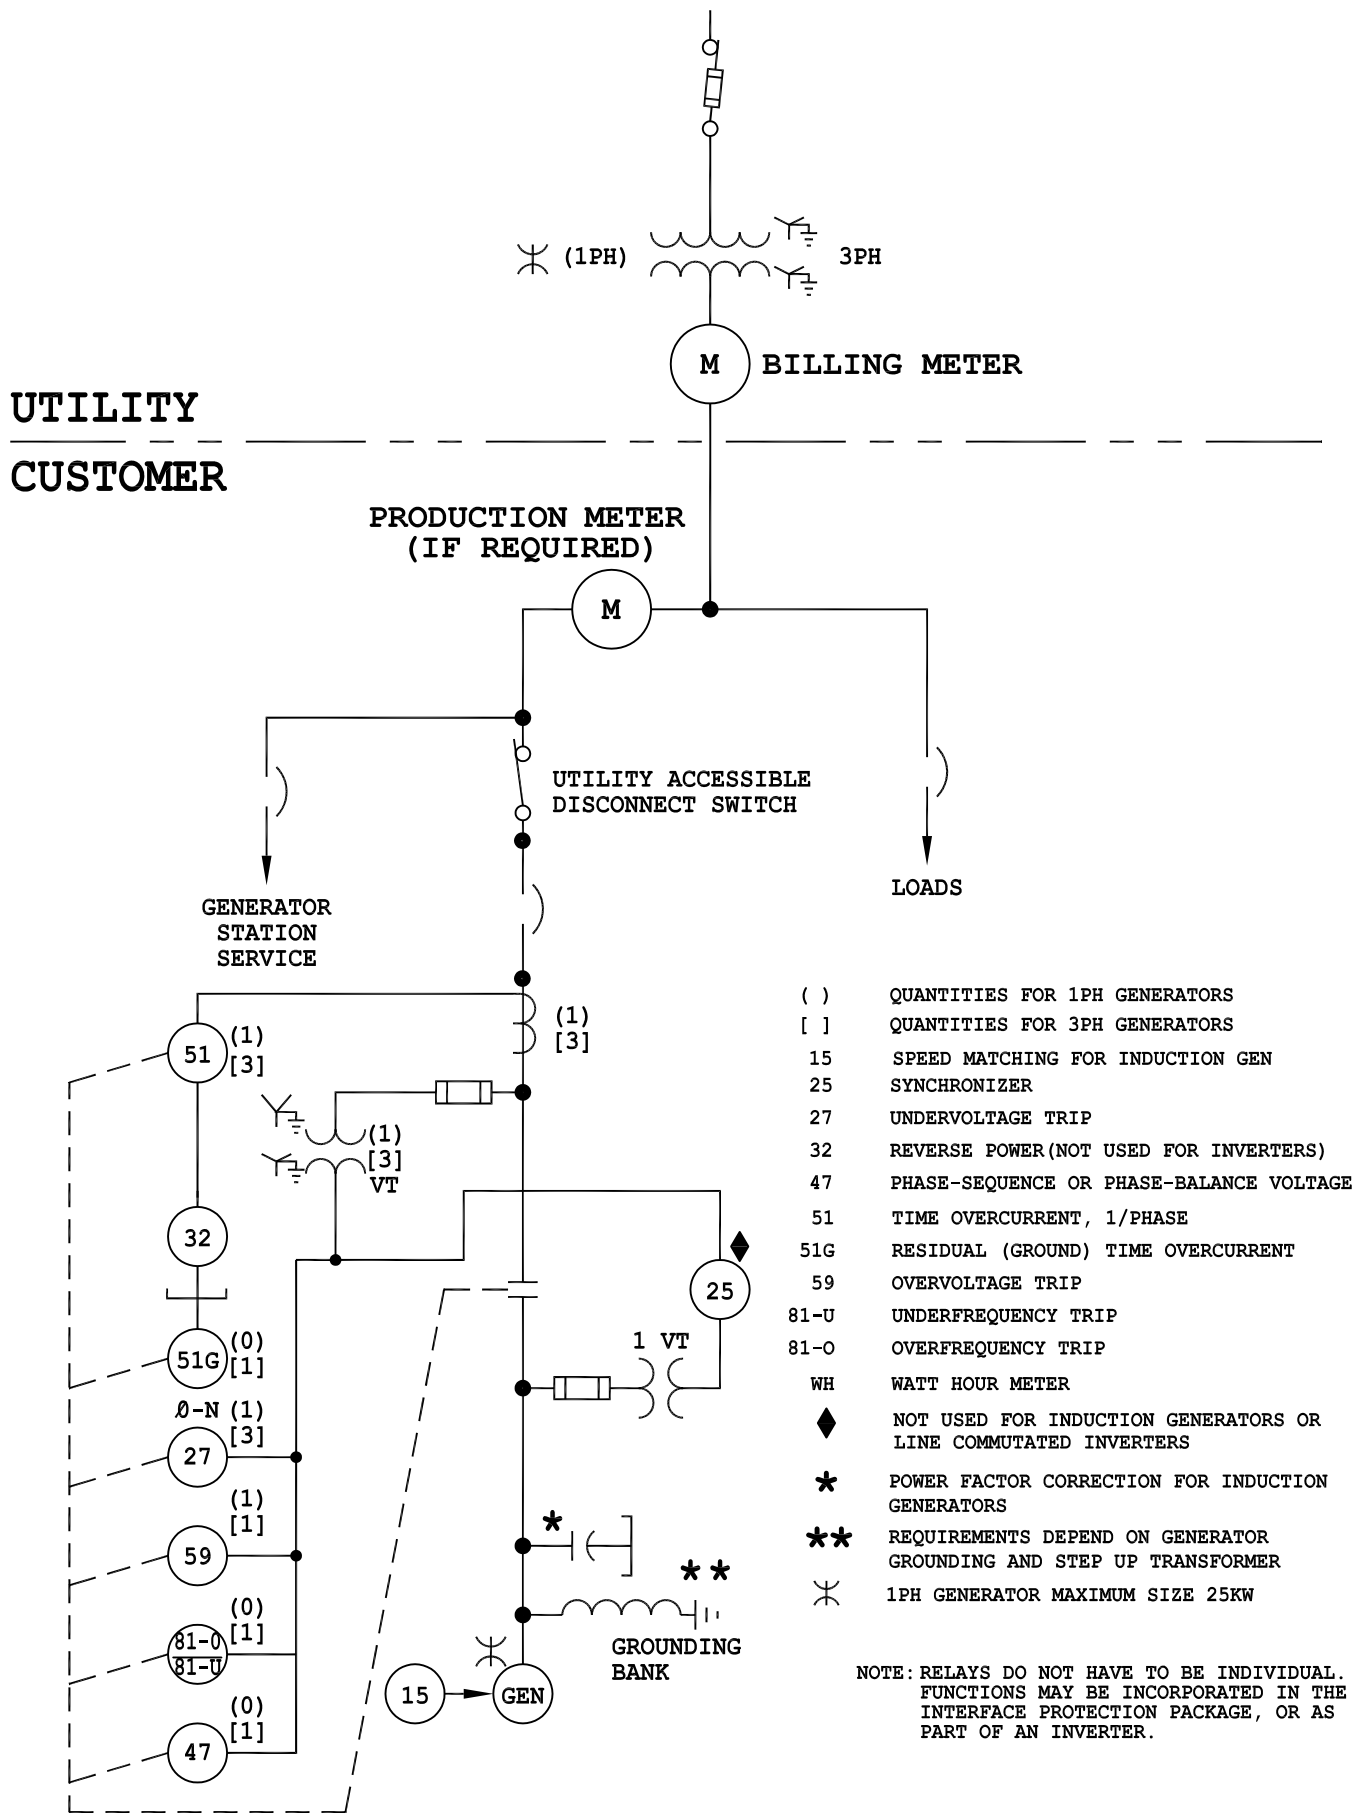 (1PH)
3PH
M
BILLING METER
UTILITY
CUSTOMER
PRODUCTION METER
(IF REQUIRED)
M
UTILITY ACCESSIBLE
DISCONNECT SWITCH
LOADS
GENERATOR
STATION
SERVICE
51
(1)
[3]
(1)
[3]
(1)
[3]
VT
32
25
1 VT
51G
(0)
[1]
Ø-N (1)
[3]
27
(1)
[1]
59
*
**
(0)
[1]
81-O
81-U
GROUNDING
BANK
(0)
[1]
47
15
GEN
( ) QUANTITIES FOR 1PH GENERATORS
[ ] QUANTITIES FOR 3PH GENERATORS
15 SPEED MATCHING FOR INDUCTION GEN
25 SYNCHRONIZER
27 UNDERVOLTAGE TRIP
32 REVERSE POWER(NOT USED FOR INVERTERS)
47 PHASE-SEQUENCE OR PHASE-BALANCE VOLTAGE
51 TIME OVERCURRENT, 1/PHASE
51G RESIDUAL (GROUND) TIME OVERCURRENT
59 OVERVOLTAGE TRIP
81-U UNDERFREQUENCY TRIP
81-O OVERFREQUENCY TRIP
WH WATT HOUR METER
♦ NOT USED FOR INDUCTION GENERATORS OR
LINE COMMUTATED INVERTERS
* POWER FACTOR CORRECTION FOR INDUCTION
GENERATORS
** REQUIREMENTS DEPEND ON GENERATOR
GROUNDING AND STEP UP TRANSFORMER
1PH GENERATOR MAXIMUM SIZE 25KW
NOTE: RELAYS DO NOT HAVE TO BE INDIVIDUAL.
FUNCTIONS MAY BE INCORPORATED IN THE
INTERFACE PROTECTION PACKAGE, OR AS
PART OF AN INVERTER.